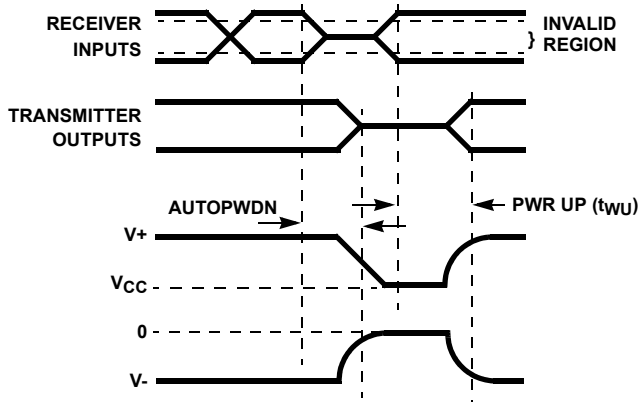 RECEIVER
INPUTS
} INVALID
REGION
TRANSMITTER
OUTPUTS
AUTOPWDN
PWR UP (tWU)
V+
VCC
0
V-